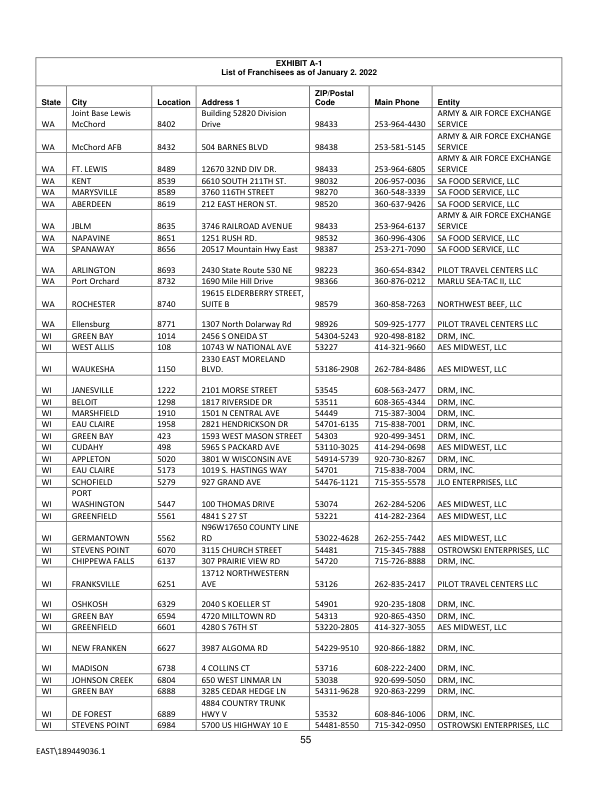 EXHIBIT A-1
List of Franchisees as of January 2. 2022
State City Location Address 1 ZIP/Postal Code Main Phone Entity
WA Joint Base Lewis McChord 8402 Building 52820 Division Drive 98433 253-964-4430 ARMY & AIR FORCE EXCHANGE SERVICE
WA McChord AFB 8432 504 BARNES BLVD 98438 253-581-5145 ARMY & AIR FORCE EXCHANGE SERVICE
WA FT. LEWIS 8489 12670 32ND DIV DR. 98433 253-964-6805 ARMY & AIR FORCE EXCHANGE SERVICE
WA KENT 8539 6610 SOUTH 211TH ST. 98032 206-957-0036 SA FOOD SERVICE, LLC
WA MARYSVILLE 8589 3760 116TH STREET 98270 360-548-3339 SA FOOD SERVICE, LLC
WA ABERDEEN 8619 212 EAST HERON ST. 98520 360-637-9426 SA FOOD SERVICE, LLC
WA JBLM 8635 3746 RAILROAD AVENUE 98433 253-964-6137 ARMY & AIR FORCE EXCHANGE SERVICE
WA NAPAVINE 8651 1251 RUSH RD. 98532 360-996-4306 SA FOOD SERVICE, LLC
WA SPANAWAY 8656 20517 Mountain Hwy East 98387 253-271-7090 SA FOOD SERVICE, LLC
WA ARLINGTON 8693 2430 State Route 530 NE 98223 360-654-8342 PILOT TRAVEL CENTERS LLC
WA Port Orchard 8732 1690 Mile Hill Drive 98366 360-876-0212 MARLU SEA-TAC II, LLC
WA ROCHESTER 8740 19615 ELDERBERRY STREET, SUITE B 98579 360-858-7263 NORTHWEST BEEF, LLC
WA Ellensburg 8771 1307 North Dolarway Rd 98926 509-925-1777 PILOT TRAVEL CENTERS LLC
WI GREEN BAY 1014 2456 S ONEIDA ST 54304-5243 920-498-8182 DRM, INC.
WI WEST ALLIS 108 10743 W NATIONAL AVE 53227 414-321-9660 AES MIDWEST, LLC
WI WAUKESHA 1150 2330 EAST MORELAND BLVD. 53186-2908 262-784-8486 AES MIDWEST, LLC
WI JANESVILLE 1222 2101 MORSE STREET 53545 608-563-2477 DRM, INC.
WI BELOIT 1298 1817 RIVERSIDE DR 53511 608-365-4344 DRM, INC.
WI MARSHFIELD 1910 1501 N CENTRAL AVE 54449 715-387-3004 DRM, INC.
WI EAU CLAIRE 1958 2821 HENDRICKSON DR 54701-6135 715-838-7001 DRM, INC.
WI GREEN BAY 423 1593 WEST MASON STREET 54303 920-499-3451 DRM, INC.
WI CUDAHY 498 5965 S PACKARD AVE 53110-3025 414-294-0698 AES MIDWEST, LLC
WI APPLETON 5020 3801 W WISCONSIN AVE 54914-5739 920-730-8267 DRM, INC.
WI EAU CLAIRE 5173 1019 S. HASTINGS WAY 54701 715-838-7004 DRM, INC.
WI SCHOFIELD 5279 927 GRAND AVE 54476-1121 715-355-5578 JLO ENTERPRISES, LLC
WI PORT WASHINGTON 5447 100 THOMAS DRIVE 53074 262-284-5206 AES MIDWEST, LLC
WI GREENFIELD 5561 4841 S 27 ST 53221 414-282-2364 AES MIDWEST, LLC
WI GERMANTOWN 5562 N96W17650 COUNTY LINE RD 53022-4628 262-255-7442 AES MIDWEST, LLC
WI STEVENS POINT 6070 3115 CHURCH STREET 54481 715-345-7888 OSTROWSKI ENTERPRISES, LLC
WI CHIPPEWA FALLS 6137 307 PRAIRIE VIEW RD 54720 715-726-8888 DRM, INC.
WI FRANKSVILLE 6251 13712 NORTHWESTERN AVE 53126 262-835-2417 PILOT TRAVEL CENTERS LLC
WI OSHKOSH 6329 2040 S KOELLER ST 54901 920-235-1808 DRM, INC.
WI GREEN BAY 6594 4720 MILLTOWN RD 54313 920-865-4350 DRM, INC.
WI GREENFIELD 6601 4280 S 76TH ST 53220-2805 414-327-3055 AES MIDWEST, LLC
WI NEW FRANKEN 6627 3987 ALGOMA RD 54229-9510 920-866-1882 DRM, INC.
WI MADISON 6738 4 COLLINS CT 53716 608-222-2400 DRM, INC.
WI JOHNSON CREEK 6804 650 WEST LINMAR LN 53038 920-699-5050 DRM, INC.
WI GREEN BAY 6888 3285 CEDAR HEDGE LN 54311-9628 920-863-2299 DRM, INC.
WI DE FOREST 6889 4884 COUNTRY TRUNK HWY V 53532 608-846-1006 DRM, INC.
WI STEVENS POINT 6984 5700 US HIGHWAY 10 E 54481-8550 715-342-0950 OSTROWSKI ENTERPRISES, LLC
55
EAST\189449036.1